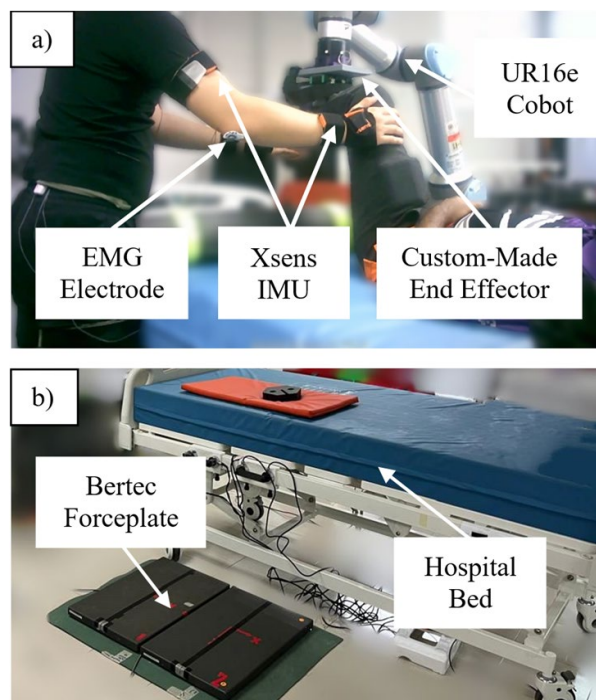 a)
UR16e
Cobot
EMG
Electrode
Xsens
IMU
Custom-Made
End Effector
b)
Bertec
Forceplate
Hospital
Bed